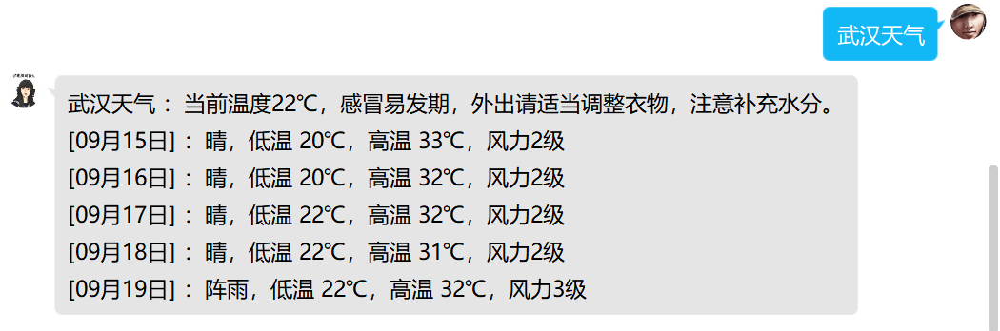 武汉天气
武汉天气 ：当前温度22℃，感冒易发期，外出请适当调整衣物，注意补充水分。
[09月15日] ：晴，低温 20℃，高温 33℃，风力2级
[09月16日] ：晴，低温 20℃，高温 32℃，风力2级
[09月17日] ：晴，低温 22℃，高温 32℃，风力2级
[09月18日] ：晴，低温 22℃，高温 31℃，风力2级
[09月19日] ：阵雨，低温 22℃，高温 32℃，风力3级